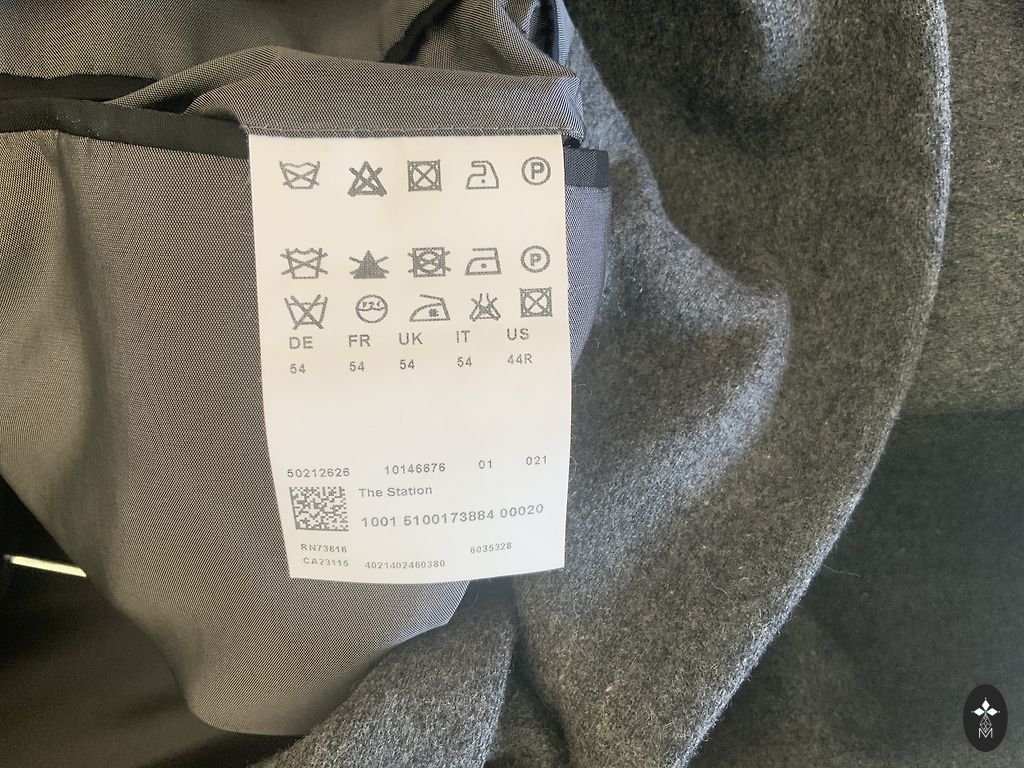 P
P
DE FR UK IT US
54 54 54 54 44R
50212626 10146676 01 021
The Station
1001 5100173884 00020
RN73616 6035328
CA23115 4021402460380
M